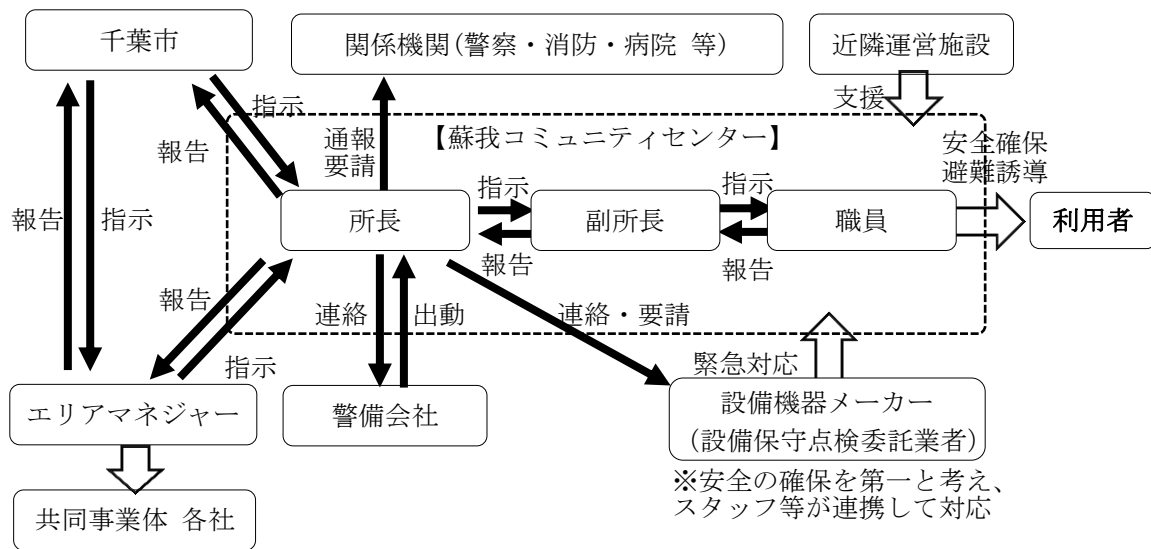 千葉市
関係機関(警察・消防・病院 等)
近隣運営施設
指示
支援
報告
通報
要請
【蘇我コミュニティセンター】
安全確保
避難誘導
報告
指示
指示
指示
所長
副所長
職員
利用者
報告
報告
報告
連絡
出動
連絡・要請
指示
緊急対応
エリアマネジャー
警備会社
設備機器メーカー
(設備保守点検委託業者)
※安全の確保を第一と考え、
スタッフ等が連携して対応
共同事業体 各社